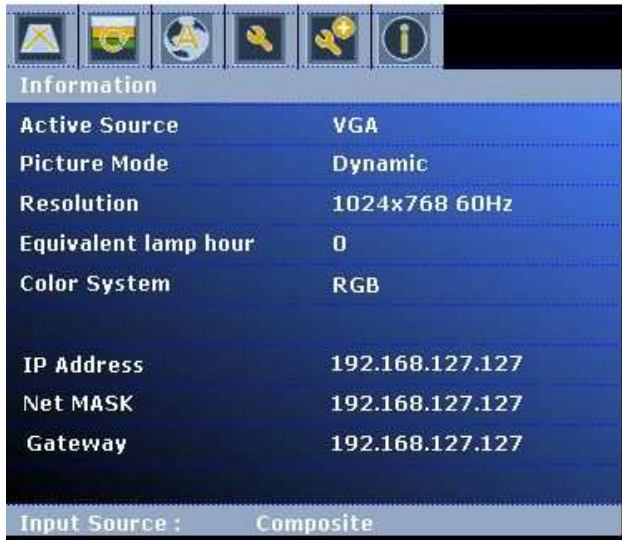 Information
Active Source VGA
Picture Mode Dynamic
Resolution 1024x768 60Hz
Equivalent lamp hour 0
Color System RGB
IP Address 192.168.127.127
Net MASK 192.168.127.127
Gateway 192.168.127.127
Input Source : Composite